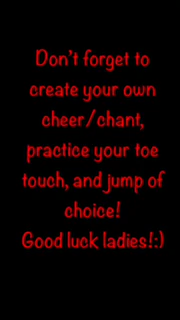 Don't forget to
create your own
cheer/chant,
practice your toe
touch, and jump of
choice!
Good luck ladies!:)